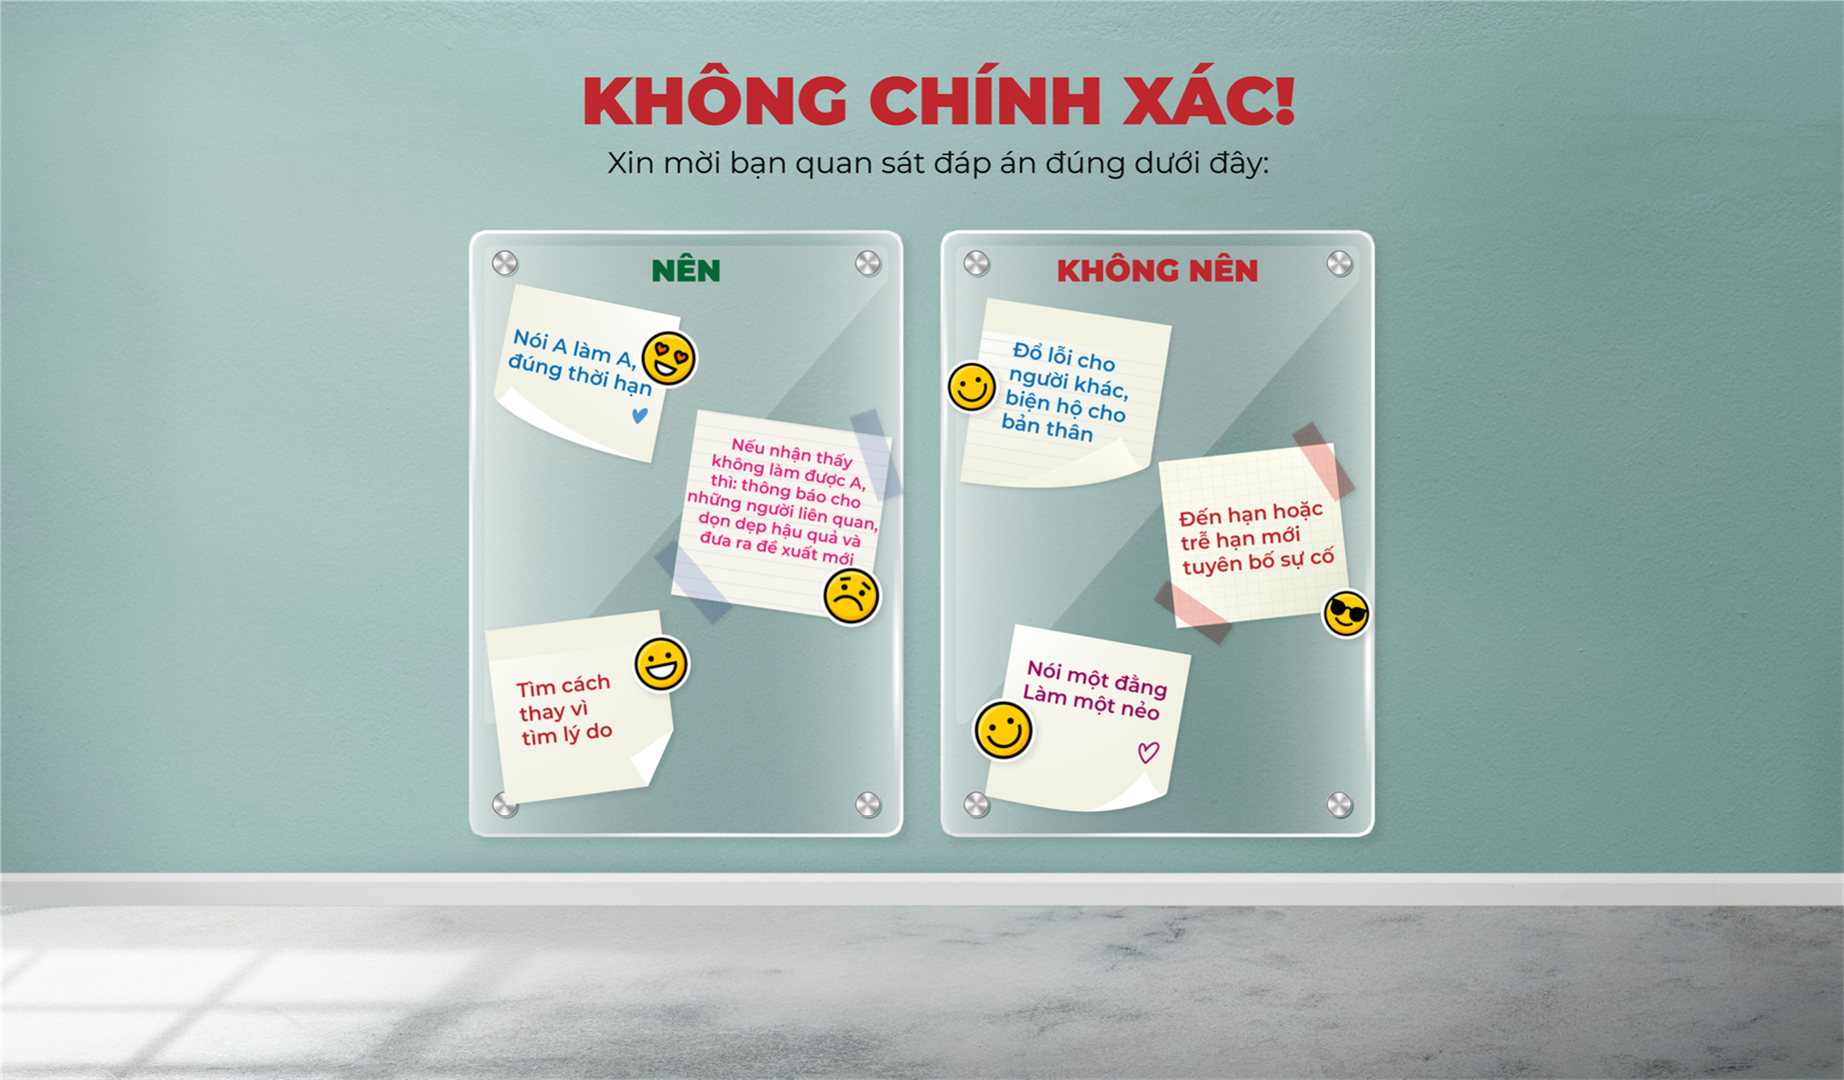 KHÔNG CHÍNH XÁC!
Xin mời bạn quan sát đáp án đúng dưới đây:
NÊN
Nói A làm A,
đúng thời hạn
Nếu nhận thấy
không làm được A,
thì: thông báo cho
những người liên quan,
dọn dẹp hậu quả và
đưa ra đề xuất mới
Tìm cách
thay vì
tìm lý do
KHÔNG NÊN
Đổ lỗi cho
người khác,
biện hộ cho
bản thân
Đến hạn hoặc
trễ hạn mới
tuyên bố sự cố
Nói một đằng
Làm một nẻo